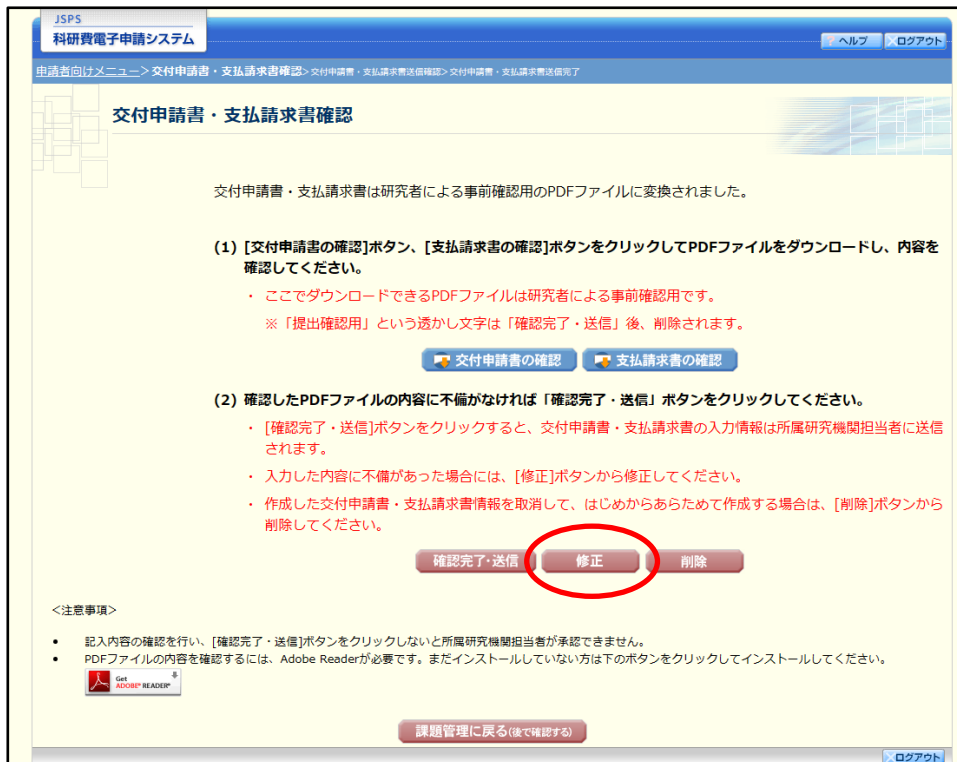 JSPS
科研費電子申請システム
? ヘルプ ×ログアウト
申請者向けメニュー>交付申請書・支払請求書確認>交付申請書・支払請求書送信確認>交付申請書・支払請求書送信完了
交付申請書・支払請求書確認
交付申請書・支払請求書は研究者による事前確認用のPDFファイルに変換されました。
(1) [交付申請書の確認]ボタン、[支払請求書の確認]ボタンをクリックしてPDFファイルをダウンロードし、内容を
確認してください。
・ ここでダウンロードできるPDFファイルは研究者による事前確認用です。
※「提出確認用」という透かし文字は「確認完了・送信」後、削除されます。
交付申請書の確認 支払請求書の確認
(2) 確認したPDFファイルの内容に不備がなければ「確認完了・送信」ボタンをクリックしてください。
・ [確認完了・送信]ボタンをクリックすると、交付申請書・支払請求書の入力情報は所属研究機関担当者に送信
されます。
・ 入力した内容に不備があった場合には、[修正]ボタンから修正してください。
・ 作成した交付申請書・支払請求書情報を取消して、はじめからあらためて作成する場合は、[削除]ボタンから
削除してください。
確認完了・送信 修正 削除
<注意事項>
• 記入内容の確認を行い、[確認完了・送信]ボタンをクリックしないと所属研究機関担当者が承認できません。
• PDFファイルの内容を確認するには、Adobe Readerが必要です。まだインストールしていない方は下のボタンをクリックしてインストールしてください。
Get
ADOBE® READER®
課題管理に戻る(後で確認する)
×ログアウト